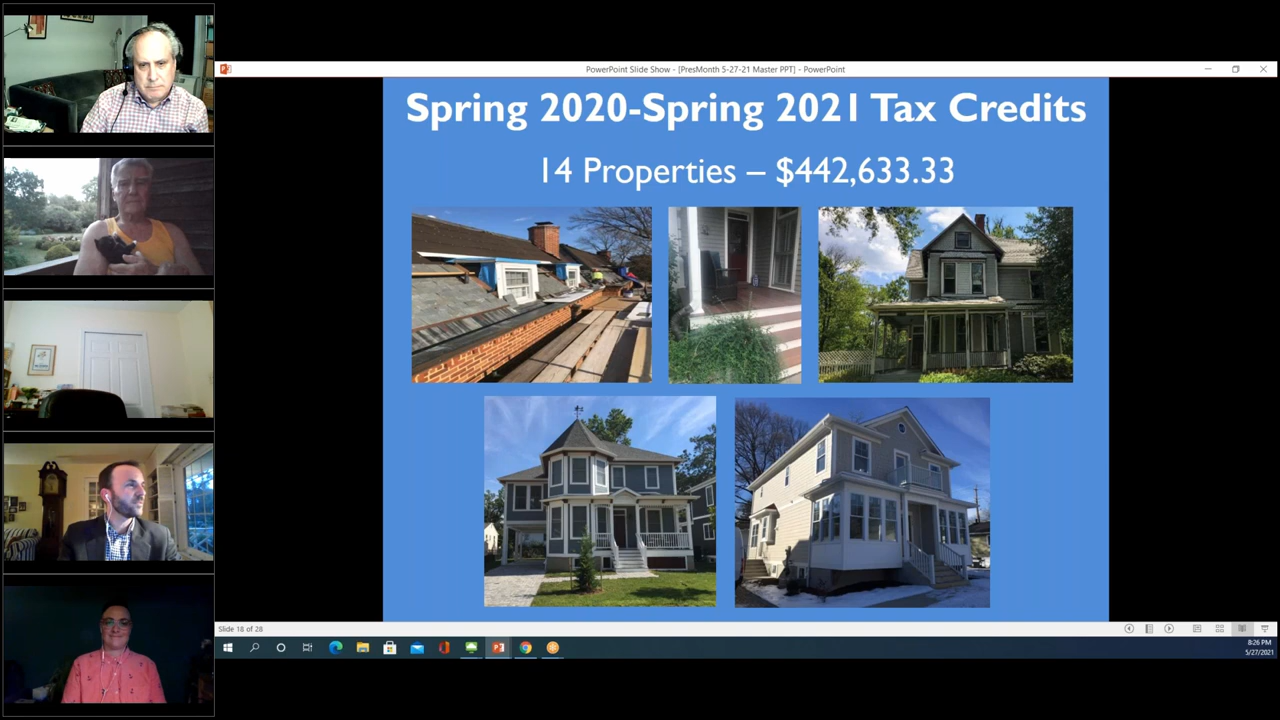 PowerPoint Slide Show - [PresMonth 5-27-21 Master PPT] - PowerPoint
Spring 2020-Spring 2021 Tax Credits
14 Properties – $442,633.33
Slide 18 of 28
8:26 PM
5/27/2021